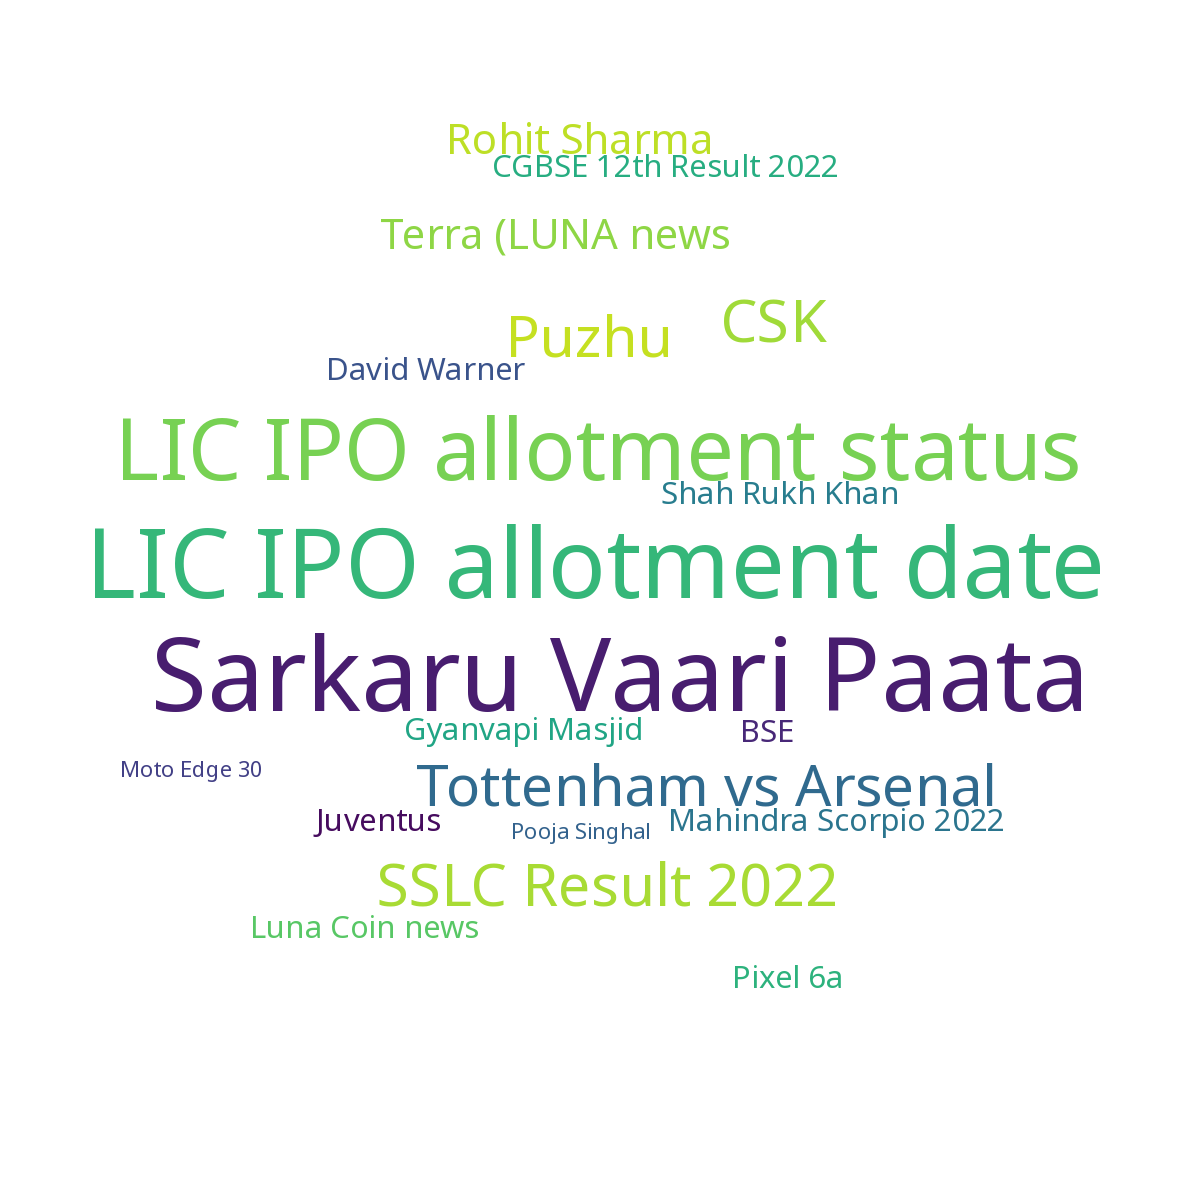 Rohit Sharma
CGBSE 12th Result 2022
Terra (LUNA news
CSK
Puzhu
David Warner
LIC IPO allotment status
Shah Rukh Khan
LIC IPO allotment date
Sarkaru Vaari Paata
Gyanvapi Masjid
BSE
Moto Edge 30
Tottenham vs Arsenal
Juventus
Pooja Singhal
Mahindra Scorpio 2022
SSLC Result 2022
Luna Coin news
Pixel 6a